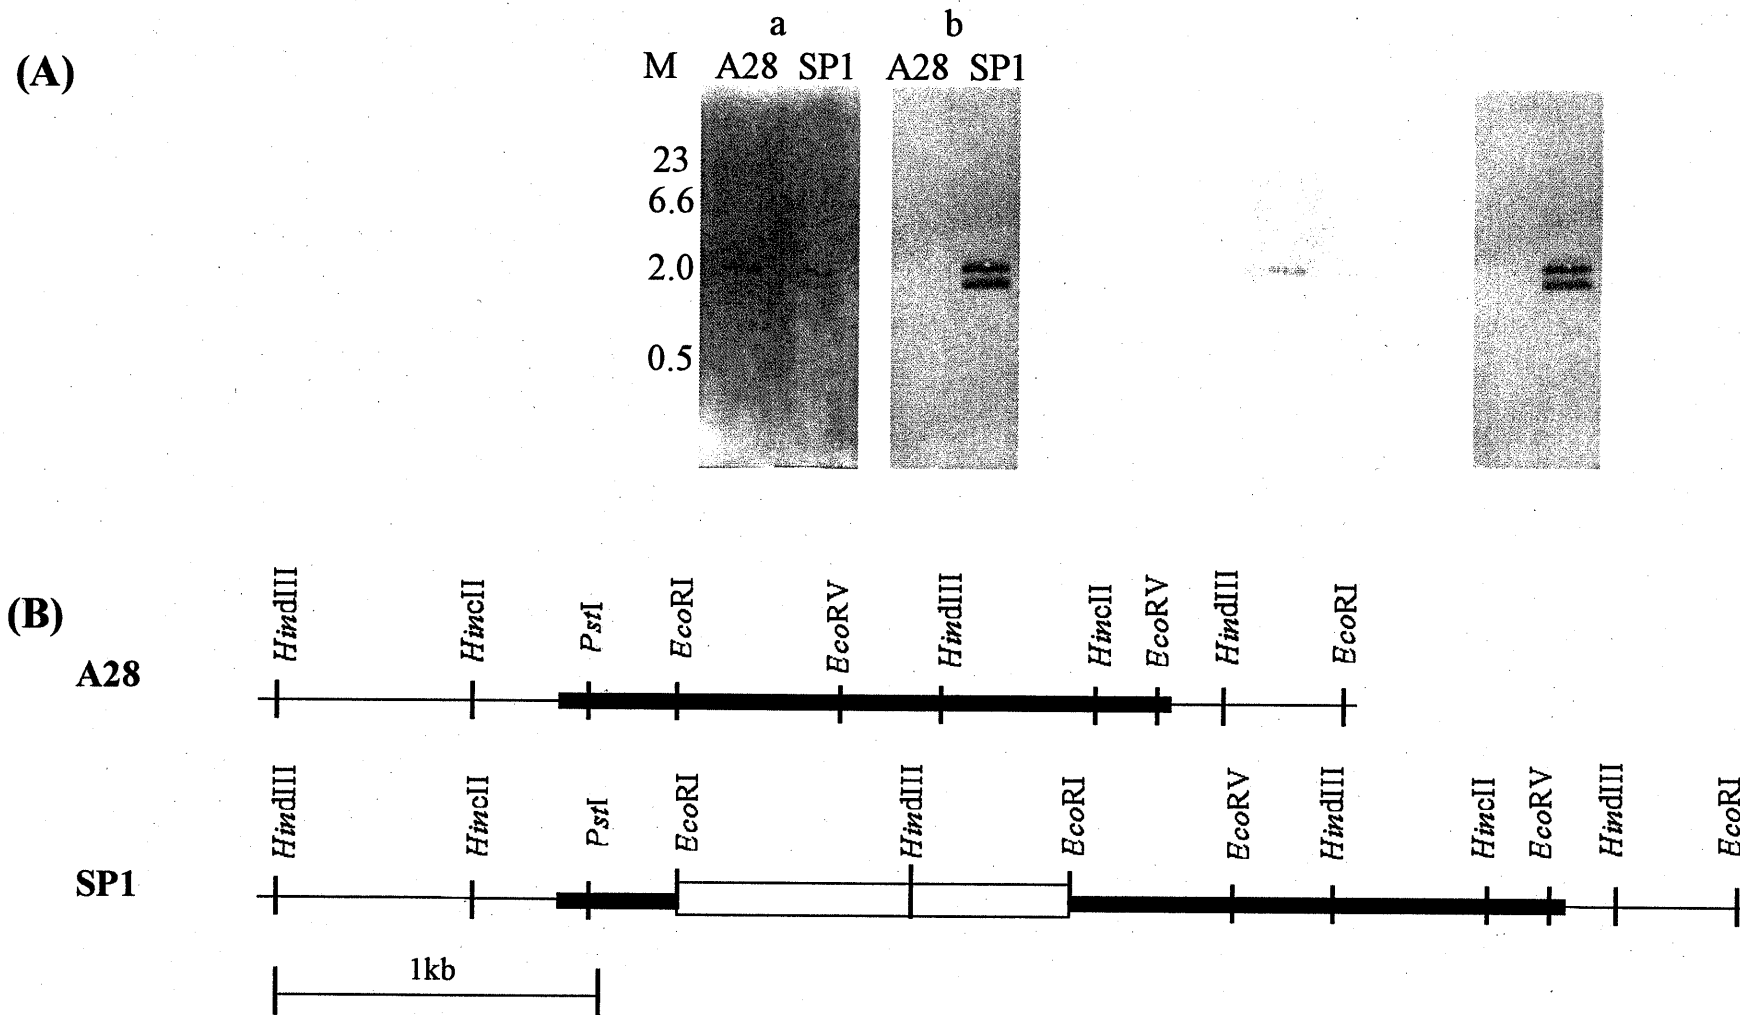 a b
(A) M A28 SP1 A28 SP1
23
6.6
2.0
0.5
(B)
HindIII HincII PstI EcoRI EcoRV HindIII HincII EcoRV HindIII EcoRI
A28
HindIII HincII PstI EcoRI HindIII EcoRI EcoRV HindIII HincII EcoRV HindIII EcoRI
SP1
1kb